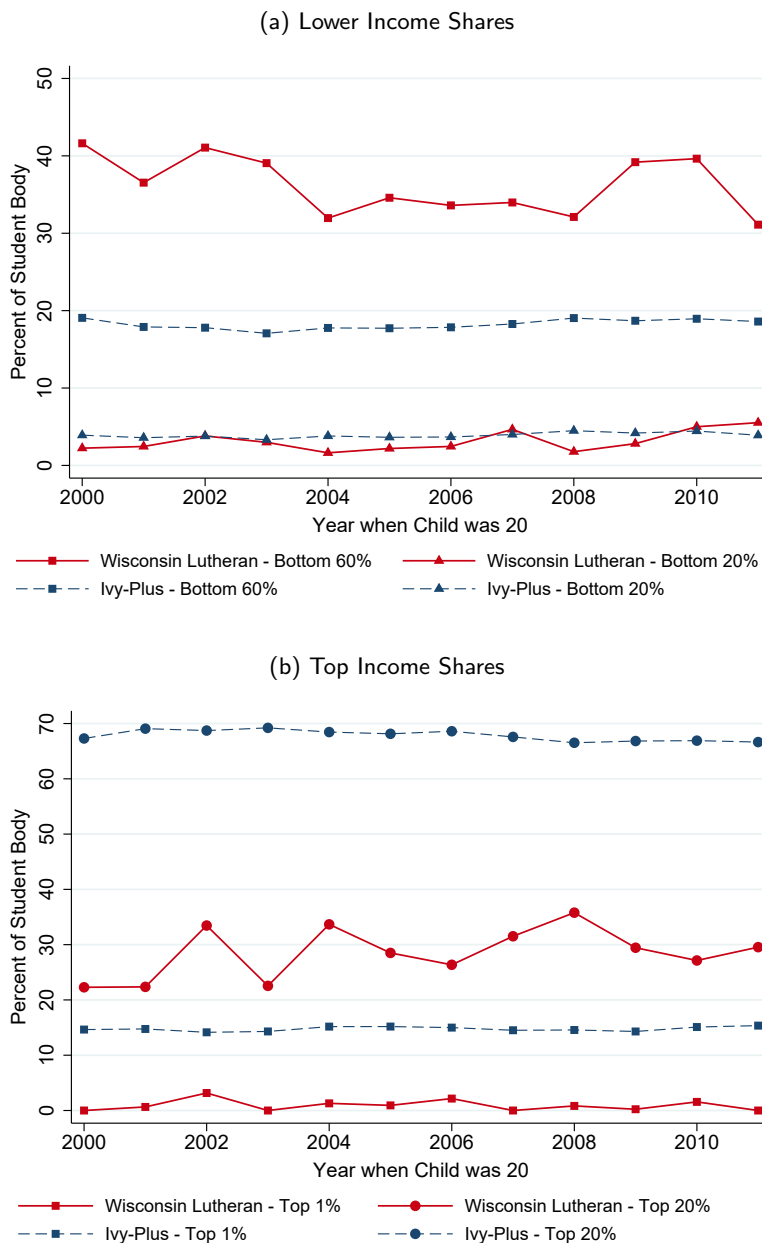 (a) Lower Income Shares
50
40
30
20
10
0
Percent of Student Body
2000 2002 2004 2006 2008 2010
Year when Child was 20
Wisconsin Lutheran - Bottom 60% Wisconsin Lutheran - Bottom 20%
Ivy-Plus - Bottom 60% Ivy-Plus - Bottom 20%
(b) Top Income Shares
70
60
50
40
30
20
10
0
Percent of Student Body
2000 2002 2004 2006 2008 2010
Year when Child was 20
Wisconsin Lutheran - Top 1% Wisconsin Lutheran - Top 20%
Ivy-Plus - Top 1% Ivy-Plus - Top 20%